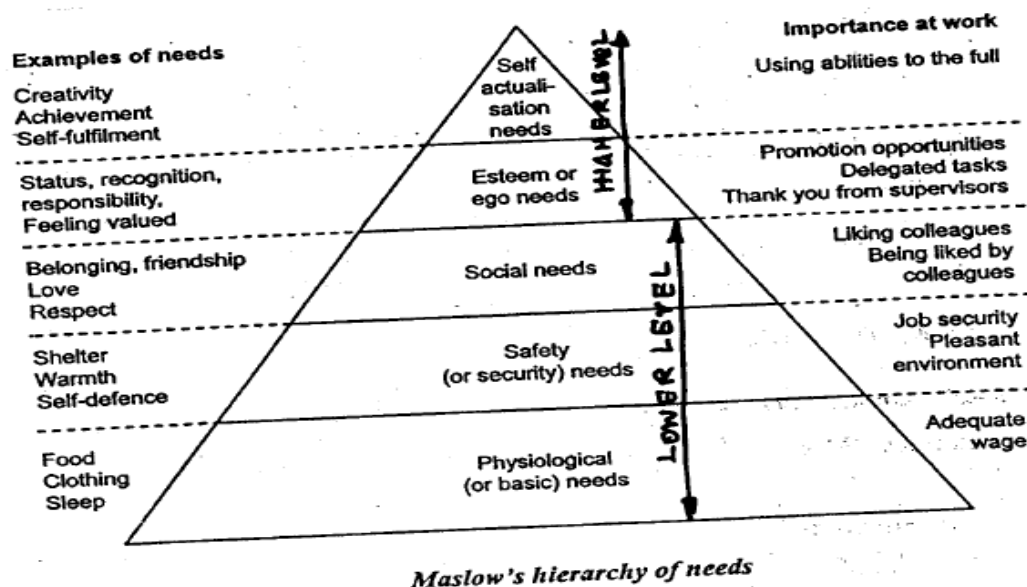 Examples of needs
Importance at work
Creativity
Achievement
Self-fulfilment
Self
actuali-
sation
needs
Using abilities to the full
HIGHER LEVEL
Status, recognition,
responsibility,
Feeling valued
Esteem or
ego needs
Promotion opportunities
Delegated tasks
Thank you from supervisors
Belonging, friendship
Love
Respect
Social needs
Liking colleagues
Being liked by
colleagues
LOWER LEVEL
Shelter
Warmth
Self-defence
Safety
(or security) needs
Job security
Pleasant
environment
Food
Clothing
Sleep
Physiological
(or basic) needs
Adequate
wage
Maslow's hierarchy of needs